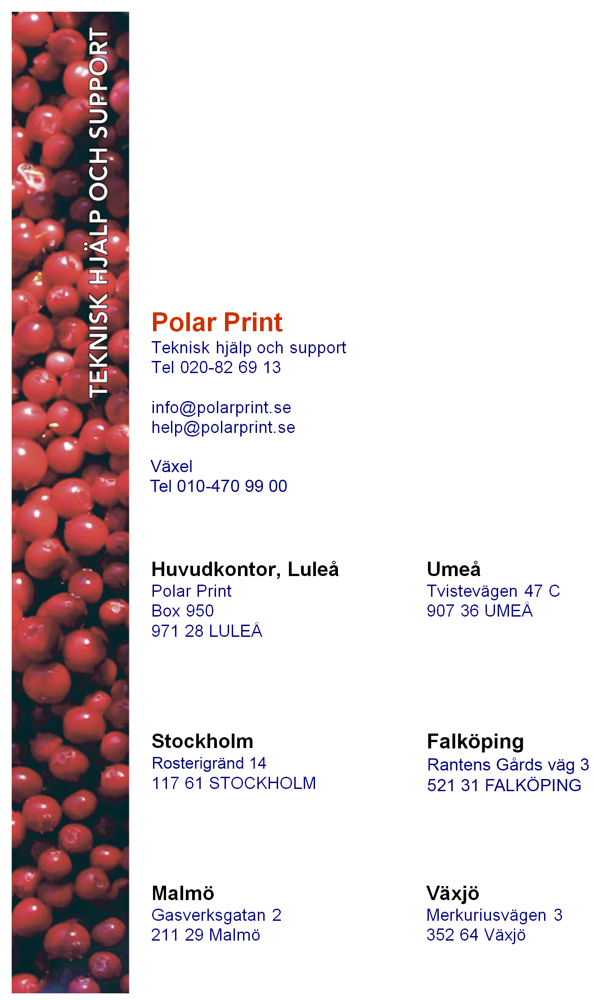 TEKNISK HJÄLP OCH SUPPORT
Polar Print
Teknisk hjälp och support
Tel 020-82 69 13
info@polarprint.se
help@polarprint.se
Växel
Tel 010-470 99 00
Huvudkontor, Luleå
Polar Print
Box 950
971 28 LULEÅ
Umeå
Tvistevägen 47 C
907 36 UMEÅ
Stockholm
Rosterigränd 14
117 61 STOCKHOLM
Falköping
Rantens Gårds väg 3
521 31 FALKÖPING
Malmö
Gasverksgatan 2
211 29 Malmö
Växjö
Merkuriusvägen 3
352 64 Växjö